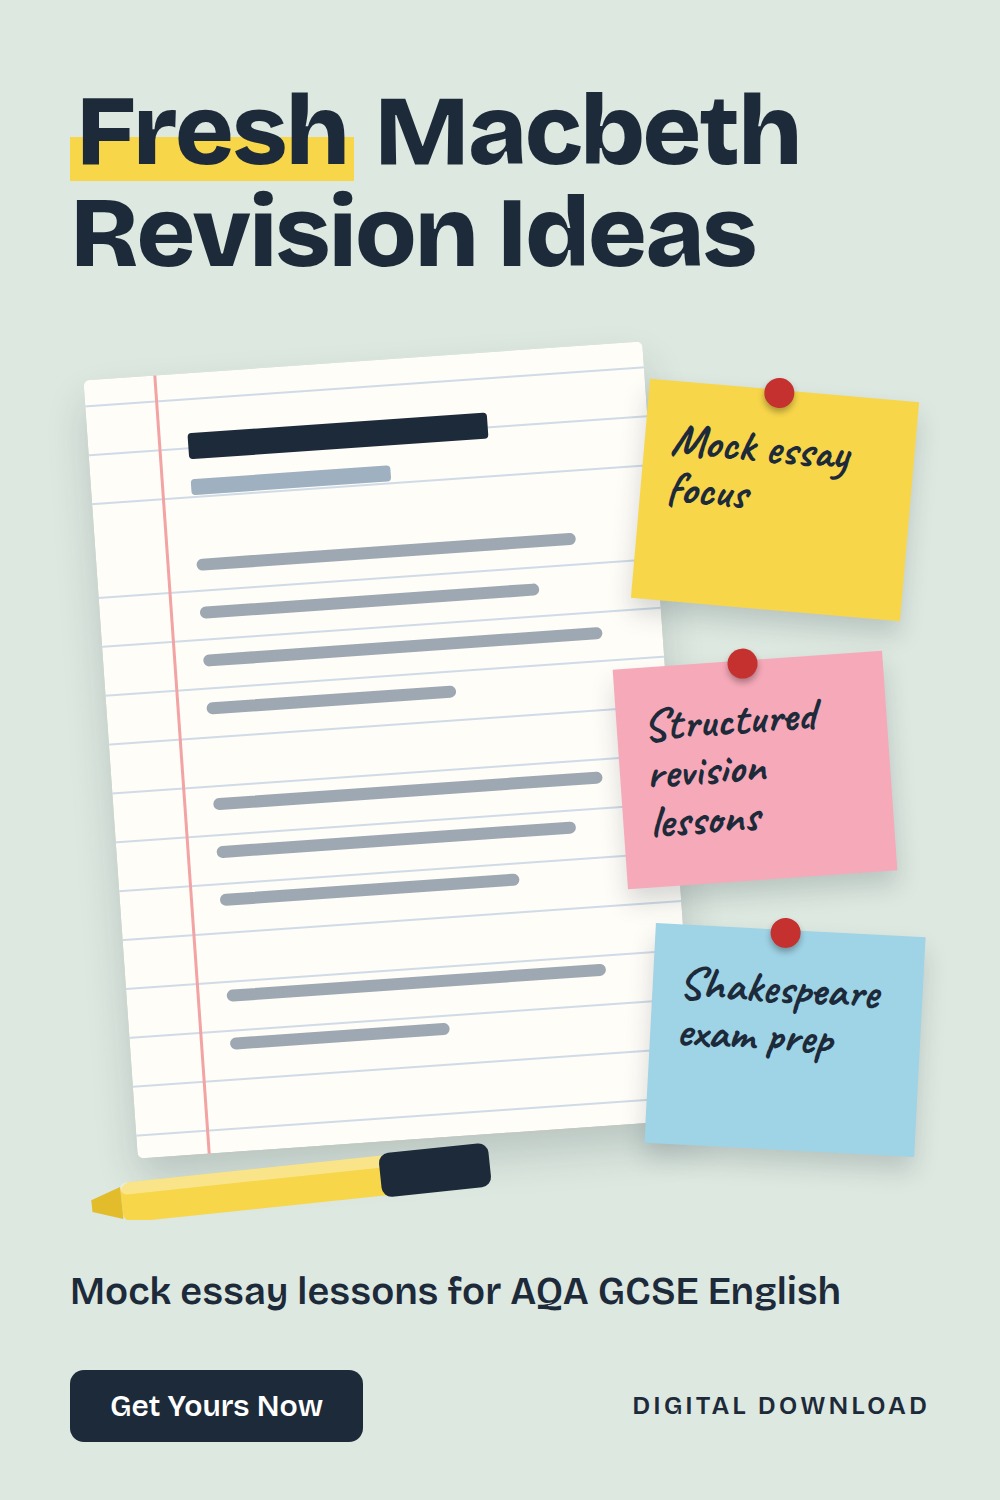 Fresh Macbeth
Revision Ideas
Mock essay
focus
Structured
revision
lessons
Shakespeare
exam prep
Mock essay lessons for AQA GCSE English
Get Yours Now
DIGITAL DOWNLOAD